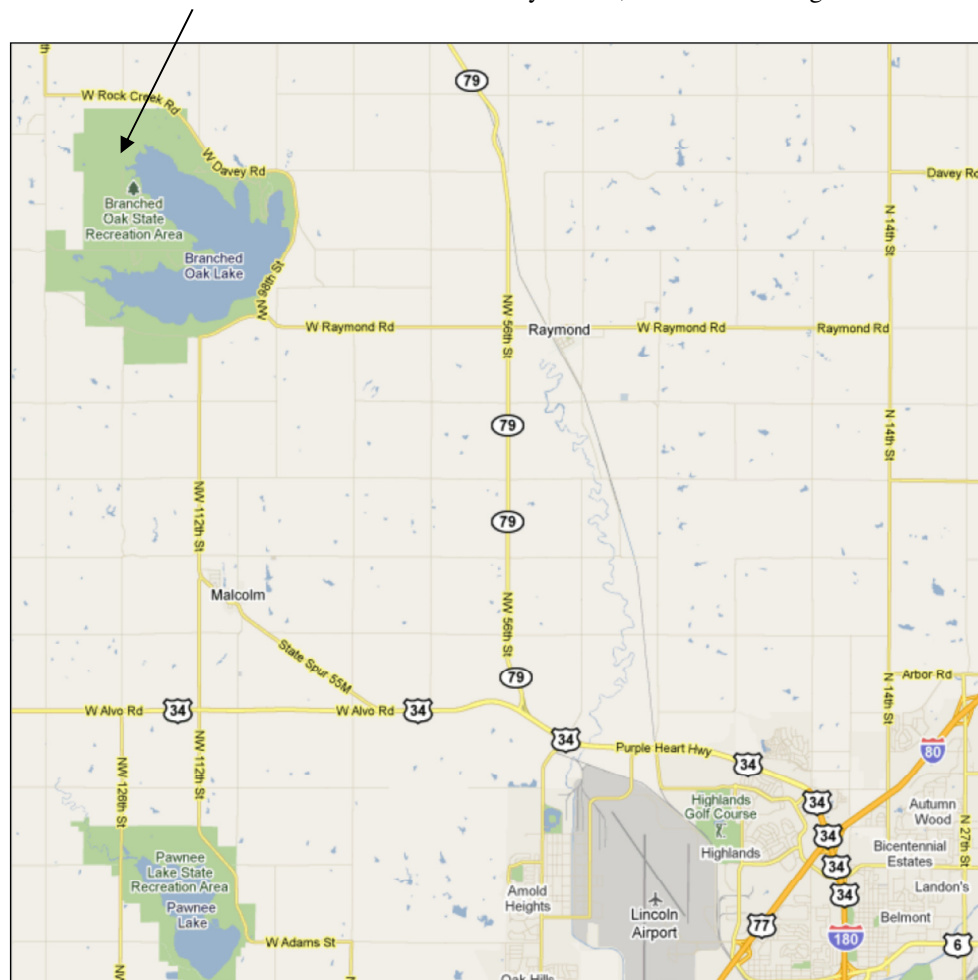 79
W Rock Creek Rd
W Davey Rd
Davey Rd
Branched
Oak State
Recreation Area
N 14th St
Branched
Oak Lake
NW 98th St
W Raymond Rd
NW 56th St
Raymond
W Raymond Rd
Raymond Rd
79
N 14th St
NW 112th St
79
Malcolm
NW 56th St
State Spur 55M
79
Arbor Rd
N 14th St
W Alvo Rd
34
W Alvo Rd
34
34
Purple Heart Hwy
34
80
NW 126th St
NW 112th St
Highlands
Golf Course
34
Autumn
Wood
N 27th St
34
Highlands
Bicentennial
Estates
Pawnee
Lake State
Recreation Area
34
Landon's
Arnold
Heights
34
Pawnee
Lake
Lincoln
Airport
77
Belmont
W Adams St
180
6
NW
Oak Hills